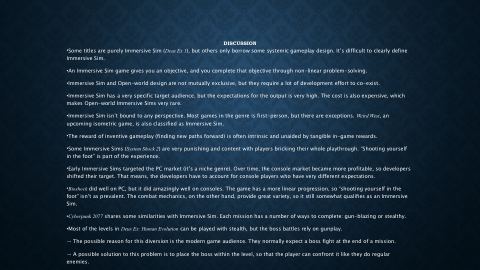 DISCUSSION
•Some titles are purely Immersive Sim (Deus Ex 1), but others only borrow some systemic gameplay design. It's difficult to clearly define
Immersive Sim.
•An Immersive Sim game gives you an objective, and you complete that objective through non-linear problem-solving.
•Immersive Sim and Open-world design are not mutually exclusive, but they require a lot of development effort to co-exist.
•Immersive Sim has a very specific target audience, but the expectations for the output is very high. The cost is also expensive, which
makes Open-world Immersive Sims very rare.
•Immersive Sim isn't bound to any perspective. Most games in the genre is first-person, but there are exceptions. Weird West, an
upcoming isometric game, is also classified as Immersive Sim.
•The reward of inventive gameplay (finding new paths forward) is often intrinsic and unaided by tangible in-game rewards.
•Some Immersive Sims (System Shock 2) are very punishing and content with players bricking their whole playthrough. "Shooting yourself
in the foot" is part of the experience.
•Early Immersive Sims targeted the PC market (it's a niche genre). Over time, the console market became more profitable, so developers
shifted their target. That means, the developers have to account for console players who have very different expectations.
•Bioshock did well on PC, but it did amazingly well on consoles. The game has a more linear progression, so "shooting yourself in the
foot" isn't as prevalent. The combat mechanics, on the other hand, provide great variety, so it still somewhat qualifies as an Immersive
Sim.
•Cyberpunk 2077 shares some similarities with Immersive Sim. Each mission has a number of ways to complete: gun-blazing or stealthy.
•Most of the levels in Deus Ex: Human Evolution can be played with stealth, but the boss battles rely on gunplay.
→ The possible reason for this diversion is the modern game audience. They normally expect a boss fight at the end of a mission.
→ A possible solution to this problem is to place the boss within the level, so that the player can confront it like they do regular
enemies.